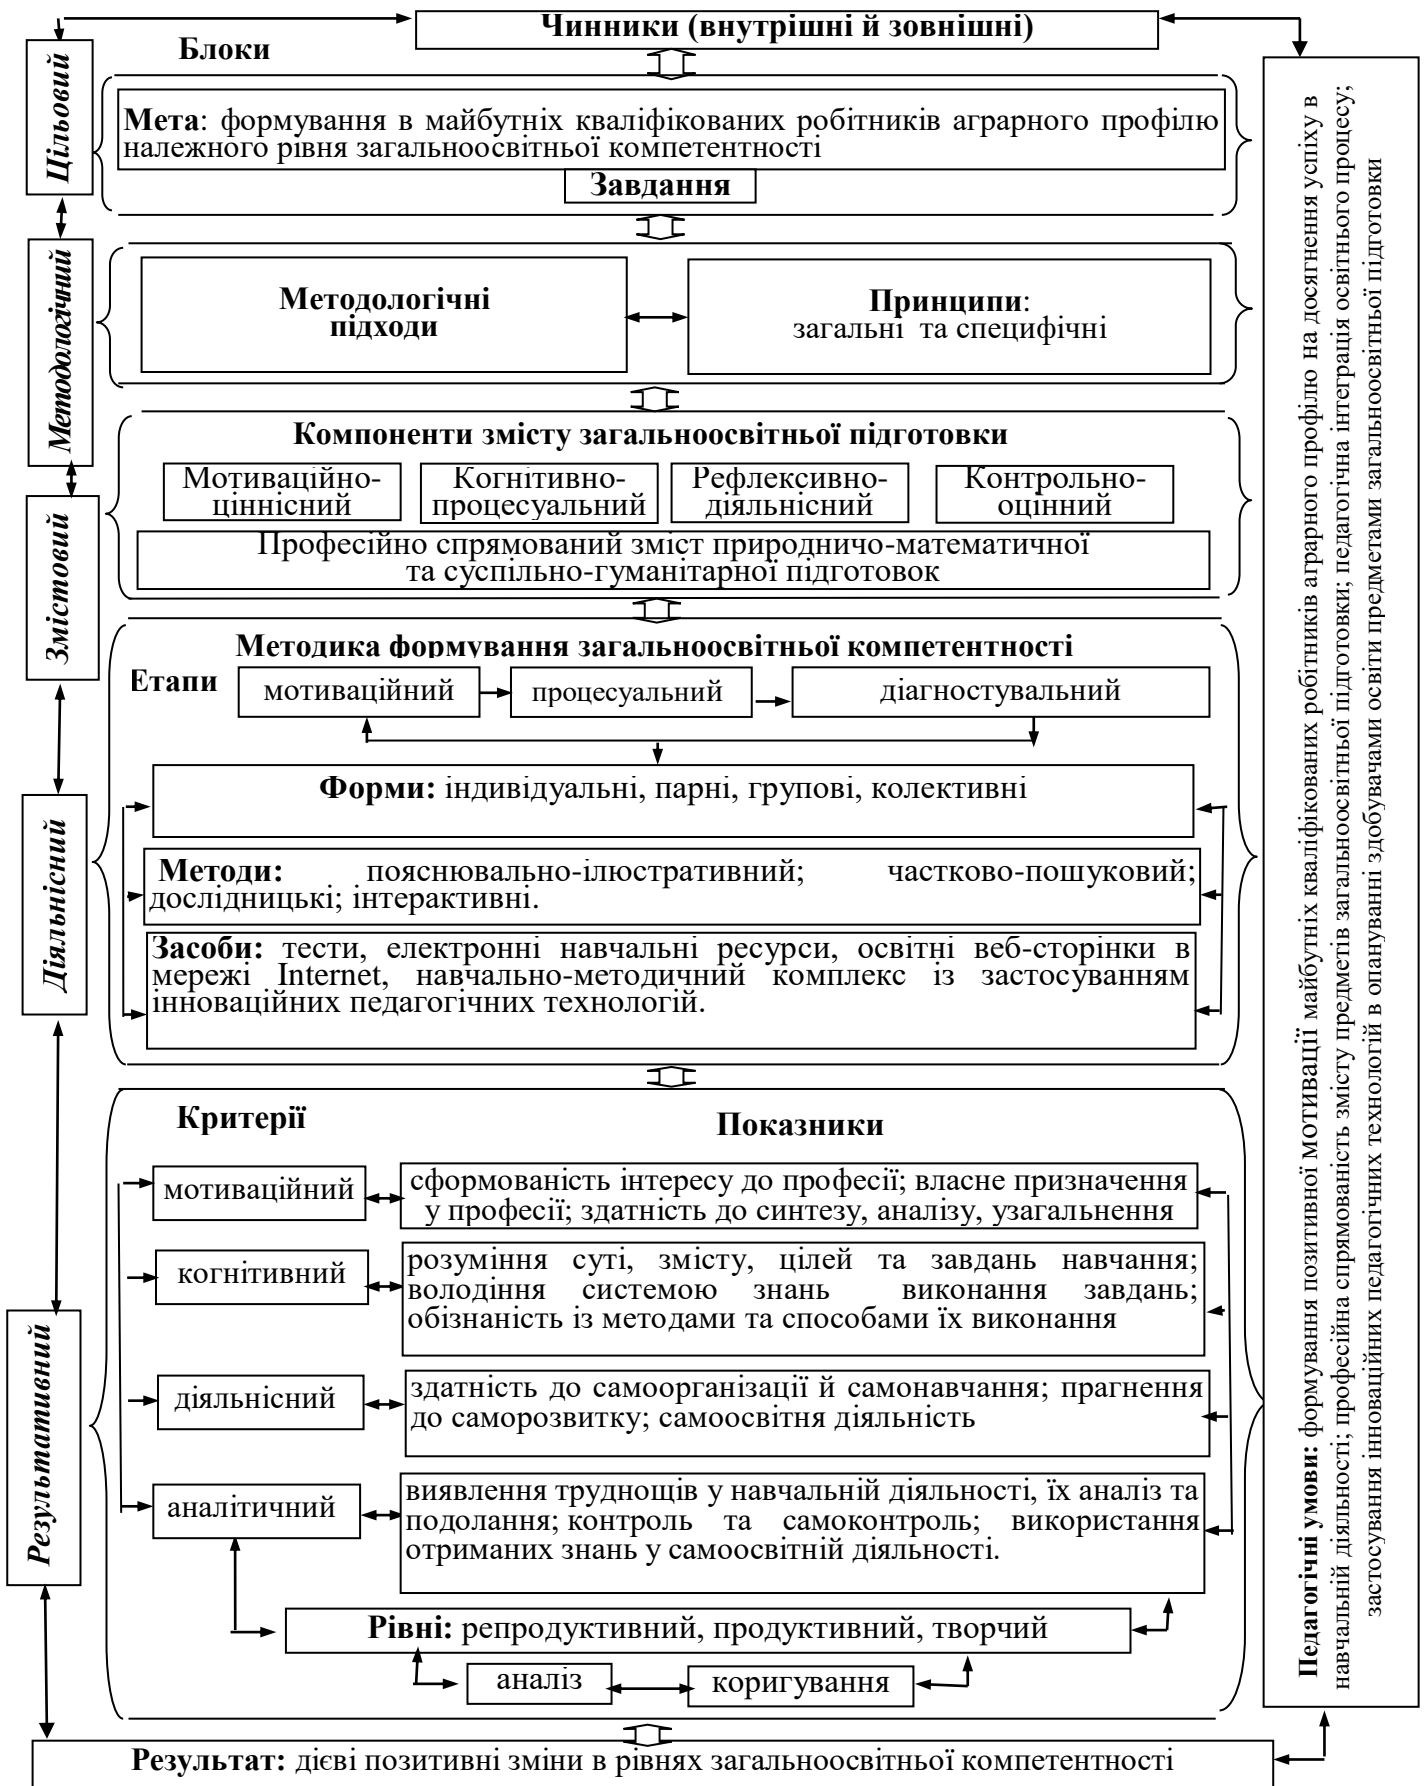 Чинники (внутрішні й зовнішні)
Блоки
Цільовий
Мета: формування в майбутніх кваліфікованих робітників аграрного профілю
належного рівня загальноосвітньої компетентності
Завдання
Методологічний
Методологічні
підходи
Принципи:
загальні та специфічні
Змістовий
Компоненти змісту загальноосвітньої підготовки
Мотиваційно-
ціннісний
Когнітивно-
процесуальний
Рефлексивно-
діяльнісний
Контрольно-
оцінний
Професійно спрямований зміст природничо-математичної
та суспільно-гуманітарної підготовок
Діяльнісний
Методика формування загальноосвітньої компетентності
Етапи
мотиваційний
процесуальний
діагностувальний
Форми: індивідуальні, парні, групові, колективні
Методи: пояснювально-ілюстративний; частково-пошуковий;
дослідницькі; інтерактивні.
Засоби: тести, електронні навчальні ресурси, освітні веб-сторінки в
мережі Internet, навчально-методичний комплекс із застосуванням
інноваційних педагогічних технологій.
Результативний
Критерії
Показники
мотиваційний
сформованість інтересу до професії; власне призначення
у професії; здатність до синтезу, аналізу, узагальнення
когнітивний
розуміння суті, змісту, цілей та завдань навчання;
володіння системою знань виконання завдань;
обізнаність із методами та способами їх виконання
діяльнісний
здатність до самоорганізації й самонавчання; прагнення
до саморозвитку; самоосвітня діяльність
аналітичний
виявлення труднощів у навчальній діяльності, їх аналіз та
подолання; контроль та самоконтроль; використання
отриманих знань у самоосвітній діяльності.
Рівні: репродуктивний, продуктивний, творчий
аналіз
коригування
Результат: дієві позитивні зміни в рівнях загальноосвітньої компетентності
Педагогічні умови: формування позитивної мотивації майбутніх кваліфікованих робітників аграрного профілю на досягнення успіху в
навчальній діяльності; професійна спрямованість змісту предметів загальноосвітньої підготовки; педагогічна інтеграція освітнього процесу;
застосування інноваційних педагогічних технологій в опануванні здобувачами освіти предметами загальноосвітньої підготовки